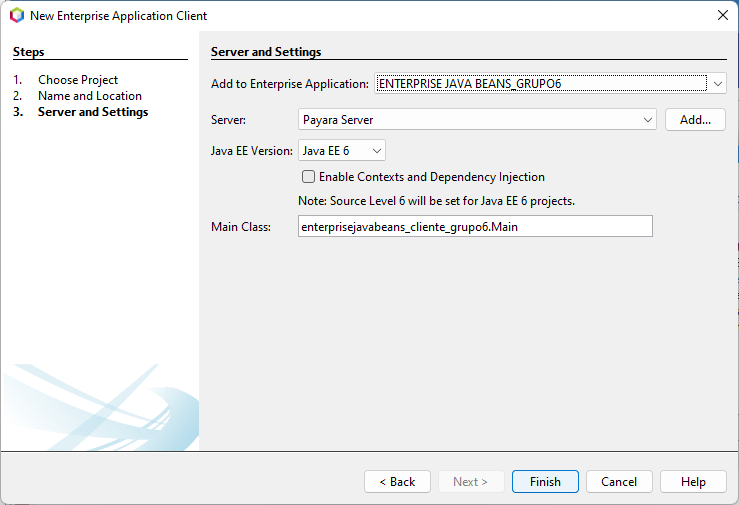 New Enterprise Application Client
Steps
1. Choose Project
2. Name and Location
3. Server and Settings
Server and Settings
Add to Enterprise Application: ENTERPRISE JAVA BEANS_GRUPO6
Server: Payara Server Add...
Java EE Version: Java EE 6
Enable Contexts and Dependency Injection
Note: Source Level 6 will be set for Java EE 6 projects.
Main Class: enterprisejavabeans_cliente_grupo6.Main
< Back Next > Finish Cancel Help